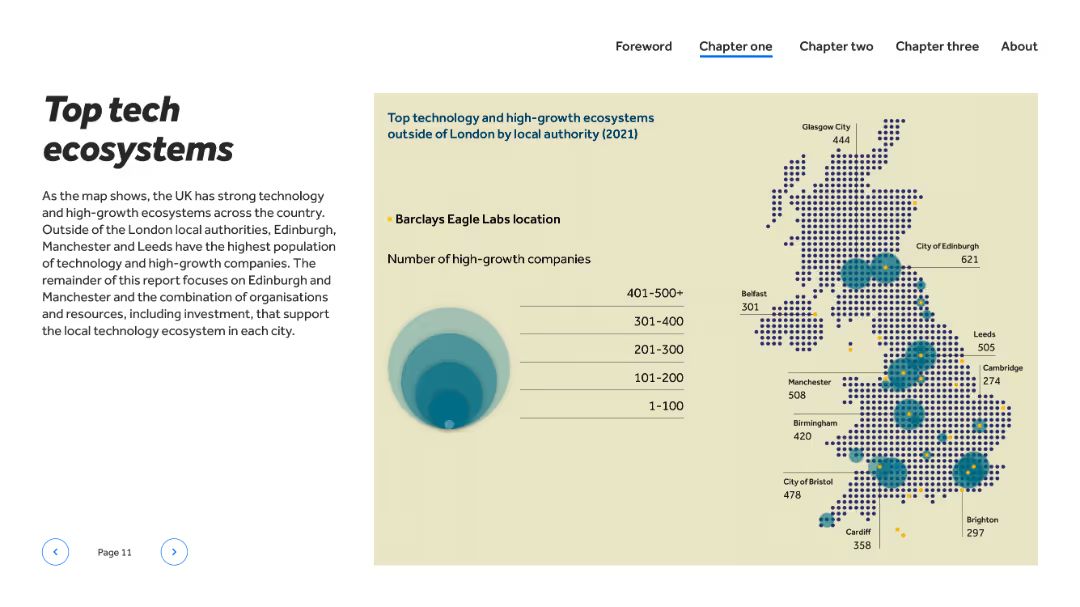 Foreword
Chapter one
Chapter two
Chapter three
About
Top tech
ecosystems
As the map shows, the UK has strong technology
and high-growth ecosystems across the country.
Outside of the London local authorities, Edinburgh,
Manchester and Leeds have the highest population
of technology and high-growth companies. The
remainder of this report focuses on Edinburgh and
Manchester and the combination of organisations
and resources, including investment, that support
the local technology ecosystem in each city.
Page 11
Top technology and high-growth ecosystems
outside of London by local authority (2021)
Barclays Eagle Labs location
Number of high-growth companies
401-500+
301-400
201-300
101-200
1-100
Glasgow City
444
City of Edinburgh
621
Belfast
301
Leeds
505
Cambridge
274
Manchester
508
Birmingham
420
City of Bristol
478
Brighton
297
Cardiff
358